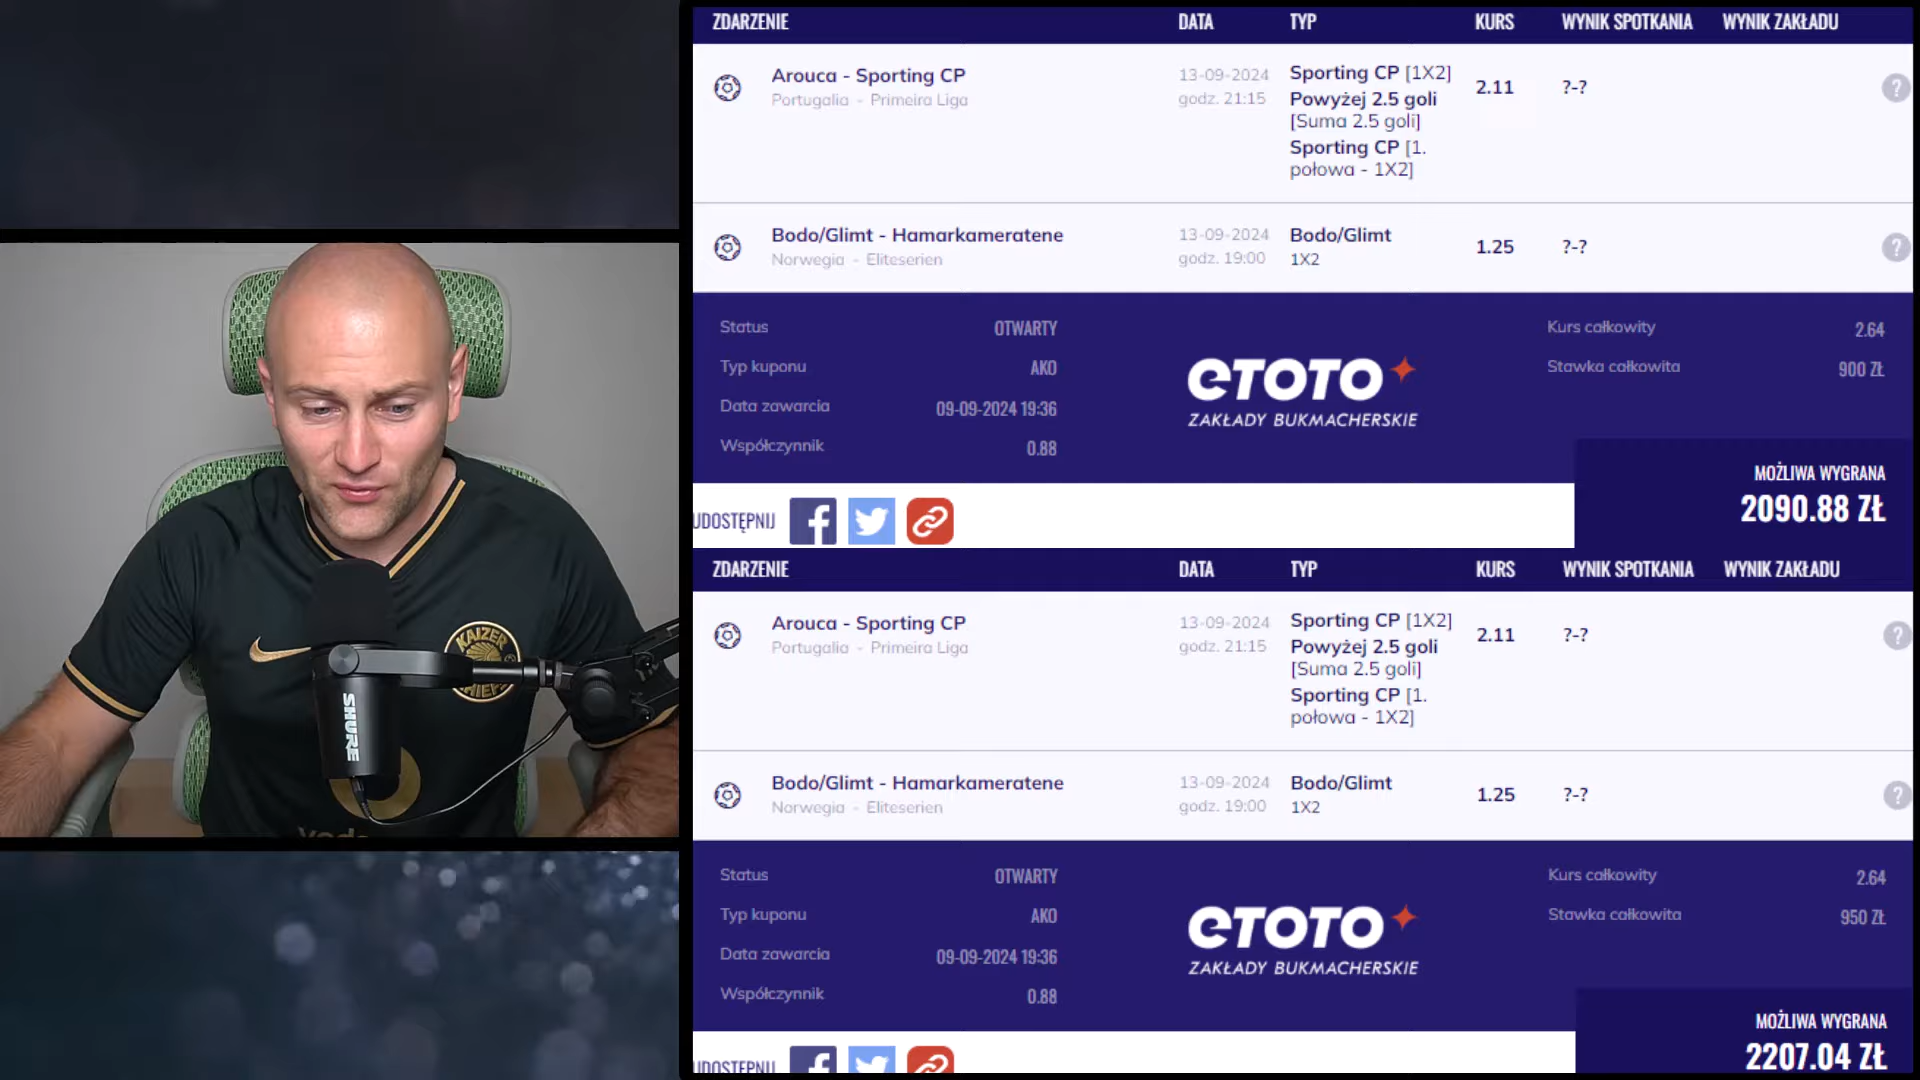 ZDARZENIE DATA TYP KURS WYNIK SPOTKANIA WYNIK ZAKŁADU
Arouca - Sporting CP
Portugalia - Primeira Liga
13-09-2024
godz. 21:15
Sporting CP [1X2]
Powyżej 2.5 goli
[Suma 2.5 goli]
Sporting CP [1.
połowa - 1X2]
2.11
?-?
?
Bodo/Glimt - Hamarkameratene
Norwegia - Eliteserien
13-09-2024
godz. 19:00
Bodo/Glimt
1X2
1.25
?-?
?
Status OTWARTY
Typ kuponu AKO
Data zawarcia 09-09-2024 19:36
Współczynnik 0.88
eTOTO
ZAKŁADY BUKMACHERSKIE
Kurs całkowity 2.64
Stawka całkowita 900 ZŁ
MOŻLIWA WYGRANA
2090.88 ZŁ
UDOSTĘPNIJ
ZDARZENIE DATA TYP KURS WYNIK SPOTKANIA WYNIK ZAKŁADU
Arouca - Sporting CP
Portugalia - Primeira Liga
13-09-2024
godz. 21:15
Sporting CP [1X2]
Powyżej 2.5 goli
[Suma 2.5 goli]
Sporting CP [1.
połowa - 1X2]
2.11
?-?
?
Bodo/Glimt - Hamarkameratene
Norwegia - Eliteserien
13-09-2024
godz. 19:00
Bodo/Glimt
1X2
1.25
?-?
?
Status OTWARTY
Typ kuponu AKO
Data zawarcia 09-09-2024 19:36
Współczynnik 0.88
eTOTO
ZAKŁADY BUKMACHERSKIE
Kurs całkowity 2.64
Stawka całkowita 950 ZŁ
MOŻLIWA WYGRANA
2207.04 ZŁ
UDOSTĘPNIJ
KAIZER
SHURE